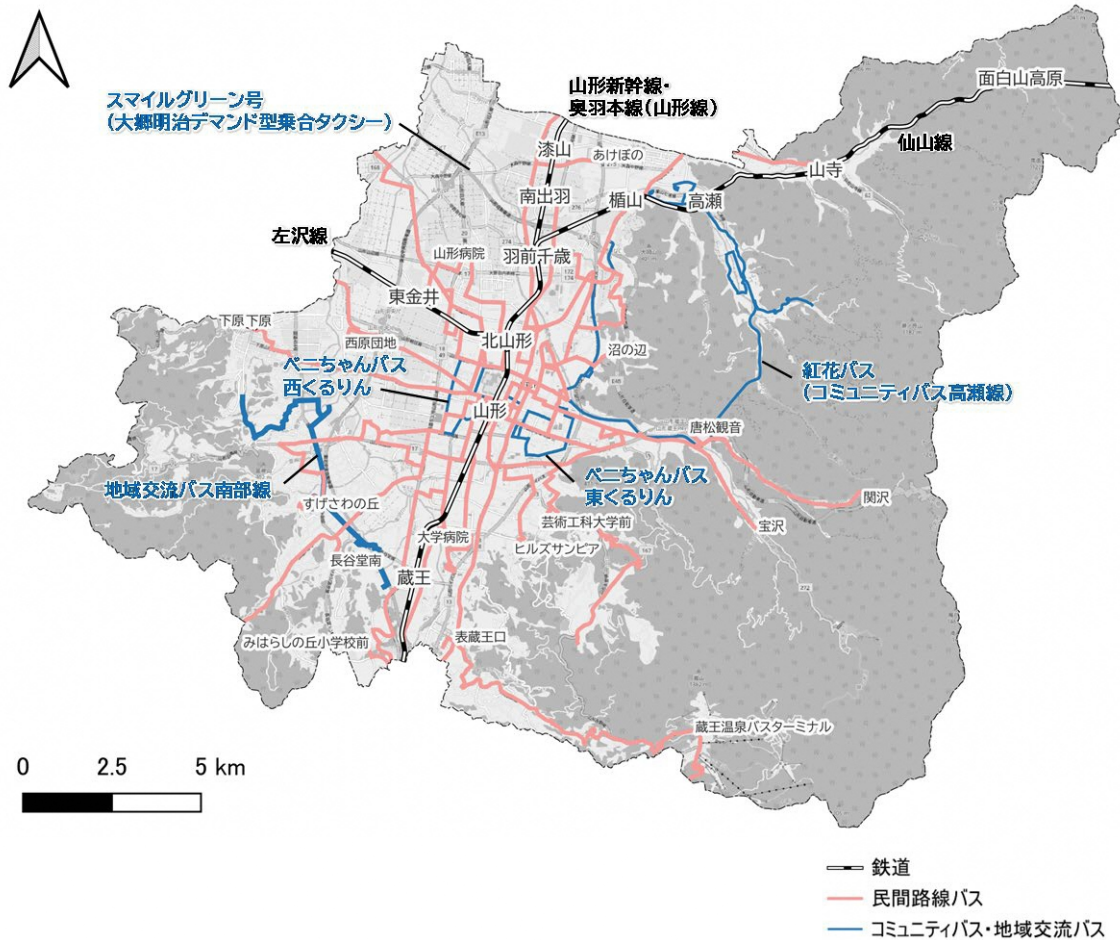 面白山高原
山形新幹線・
奥羽本線(山形線)
スマイルグリーン号
(大郷明治デマンド型乗合タクシー)
仙山線
漆山
あけぼの
山寺
南出羽
楯山
高瀬
左沢線
山形病院
羽前千歳
東金井
下原
下原
西原団地
北山形
沼の辺
ベニちゃんバス
西くるりん
紅花バス
(コミュニティバス高瀬線)
山形
唐松観音
ベニちゃんバス
東くるりん
地域交流バス南部線
すげさわの丘
関沢
芸術工科大学前
宝沢
大学病院
ヒルズサンピア
長谷堂南
蔵王
みはらしの丘小学校前
表蔵王口
蔵王温泉バスターミナル
0 2.5 5 km
鉄道
民間路線バス
コミュニティバス・地域交流バス